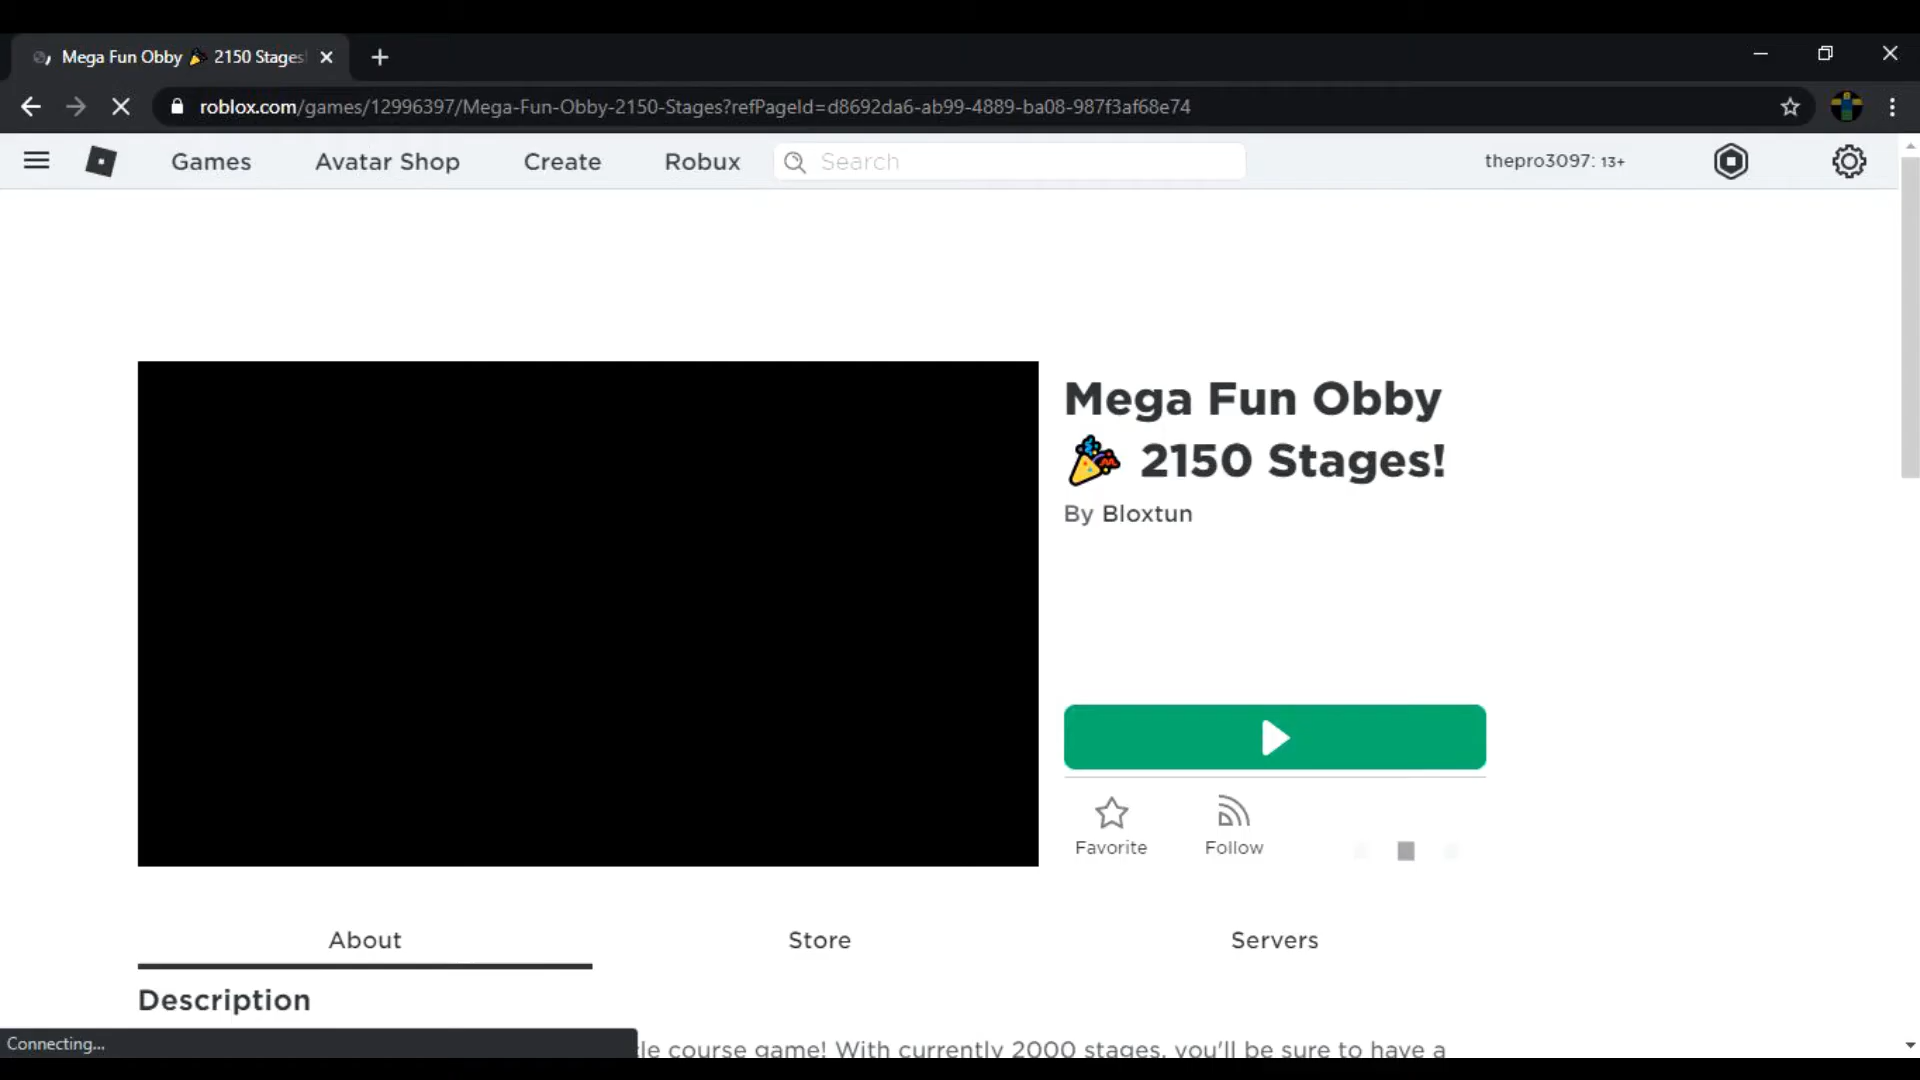 Mega Fun Obby 🎉 2150 Stages!
roblox.com/games/12996397/Mega-Fun-Obby-2150-Stages?refPageId=d8692da6-ab99-4889-ba08-987f3af68e74
Games Avatar Shop Create Robux Search thepro3097: 13+
Mega Fun Obby
🎉 2150 Stages!
By Bloxtun
Favorite Follow
About Store Servers
Description
Connecting...
course game! With currently 2000 stages, you'll be sure to have a